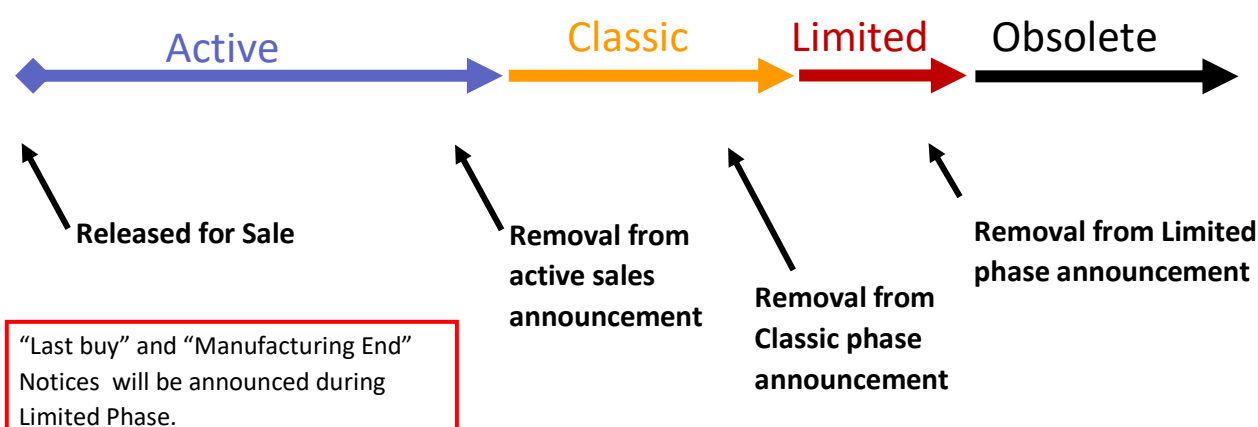 Active
Classic
Limited
Obsolete
Released for Sale
Removal from
active sales
announcement
Removal from
Classic phase
announcement
Removal from Limited
phase announcement
“Last buy” and “Manufacturing End”
Notices will be announced during
Limited Phase.